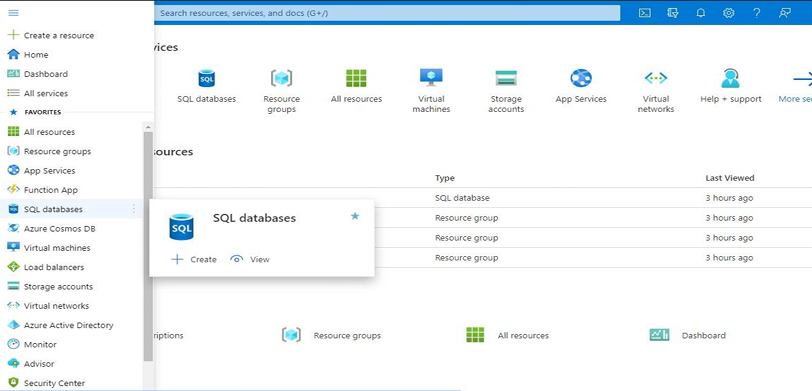 Search resources, services, and docs (G+/)
Create a resource
Home
Dashboard
All services
FAVORITES
All resources
Resource groups
App Services
Function App
SQL databases
Azure Cosmos DB
Virtual machines
Load balancers
Storage accounts
Virtual networks
Azure Active Directory
Monitor
Advisor
Security Center
vices
SQL databases
Resource groups
All resources
Virtual machines
Storage accounts
App Services
Virtual networks
Help + support
More ser
ources
Type Last Viewed
SQL database 3 hours ago
Resource group 3 hours ago
Resource group 3 hours ago
Resource group 3 hours ago
SQL
SQL databases
Create View
riptions Resource groups All resources Dashboard